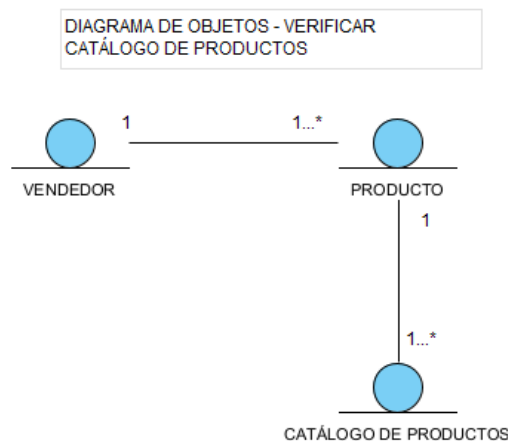 DIAGRAMA DE OBJETOS - VERIFICAR
CATÁLOGO DE PRODUCTOS
1
1...*
VENDEDOR
PRODUCTO
1
1...*
CATÁLOGO DE PRODUCTOS